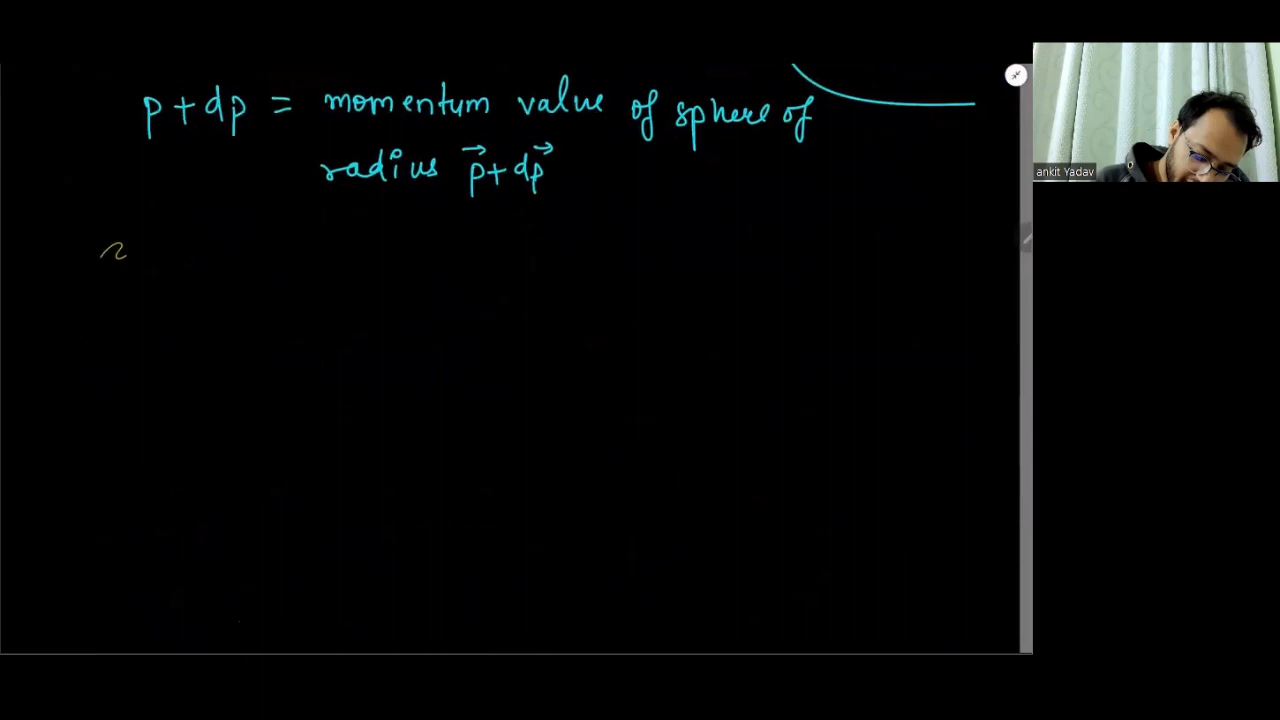 p + dp = momentum value of sphere of
radius p⃗ + dp⃗
ankit Yadav